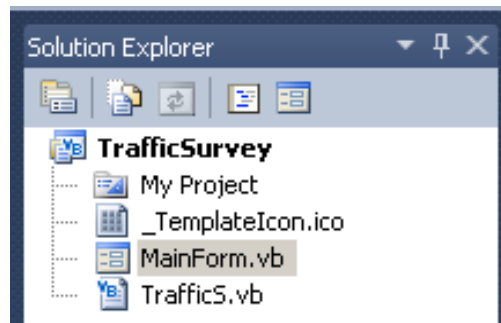 Solution Explorer
TrafficSurvey
My Project
_TemplateIcon.ico
MainForm.vb
TrafficS.vb